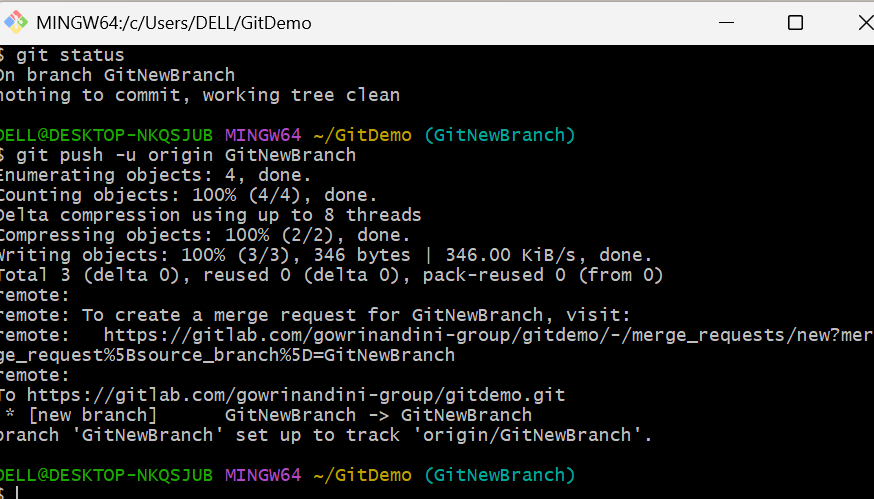 MINGW64:/c/Users/DELL/GitDemo
$ git status
On branch GitNewBranch
nothing to commit, working tree clean
DELL@DESKTOP-NKQSJUB MINGW64 ~/GitDemo (GitNewBranch)
$ git push -u origin GitNewBranch
Enumerating objects: 4, done.
Counting objects: 100% (4/4), done.
Delta compression using up to 8 threads
Compressing objects: 100% (2/2), done.
Writing objects: 100% (3/3), 346 bytes | 346.00 KiB/s, done.
Total 3 (delta 0), reused 0 (delta 0), pack-reused 0 (from 0)
remote:
remote: To create a merge request for GitNewBranch, visit:
remote:   https://gitlab.com/gowrinandini-group/gitdemo/-/merge_requests/new?mer
ge_request%5Bsource_branch%5D=GitNewBranch
remote:
To https://gitlab.com/gowrinandini-group/gitdemo.git
 * [new branch]      GitNewBranch -> GitNewBranch
branch 'GitNewBranch' set up to track 'origin/GitNewBranch'.
DELL@DESKTOP-NKQSJUB MINGW64 ~/GitDemo (GitNewBranch)
$